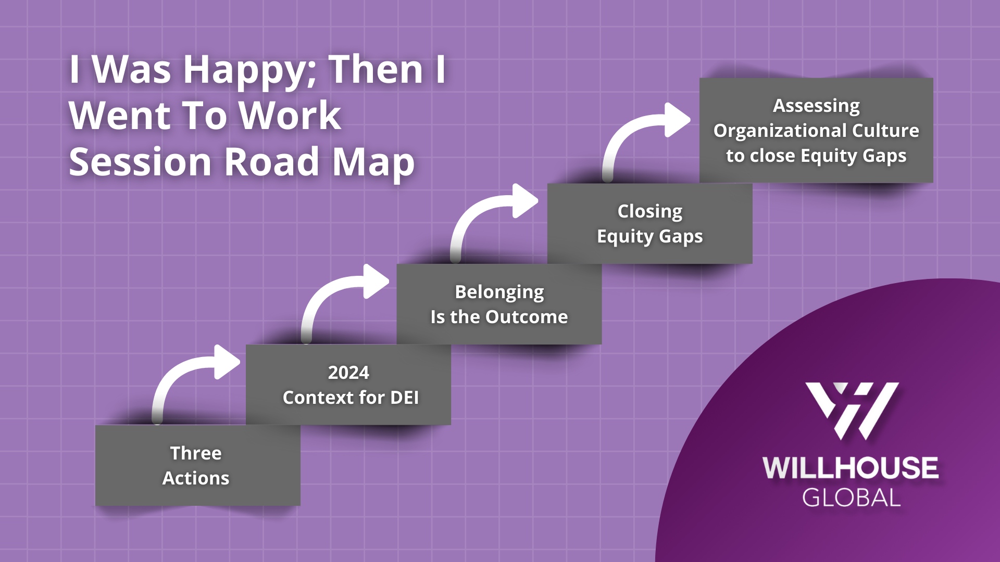 I Was Happy; Then I
Went To Work
Session Road Map
Assessing
Organizational Culture
to close Equity Gaps
Closing
Equity Gaps
Belonging
Is the Outcome
2024
Context for DEI
Three
Actions
WILLHOUSE
GLOBAL